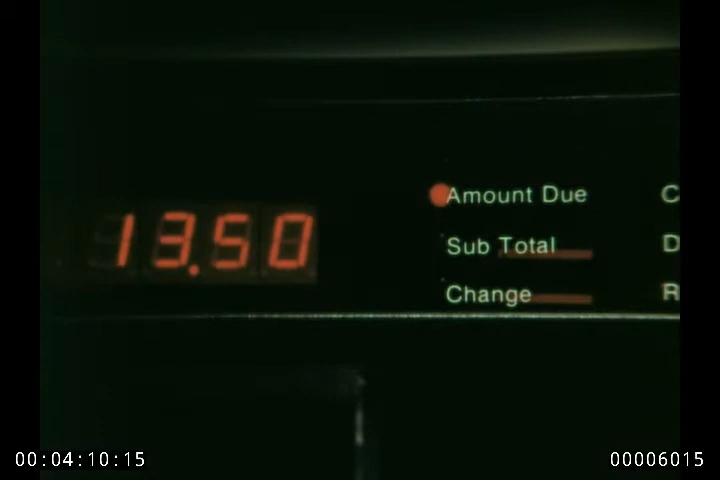 13.50
Amount Due
C
Sub Total
D
Change
R
00:04:10:15
00006015